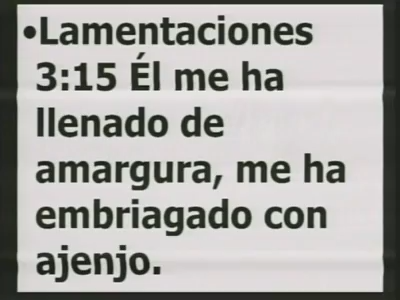 •Lamentaciones
3:15 Él me ha
llenado de
amargura, me ha
embriagado con
ajenjo.